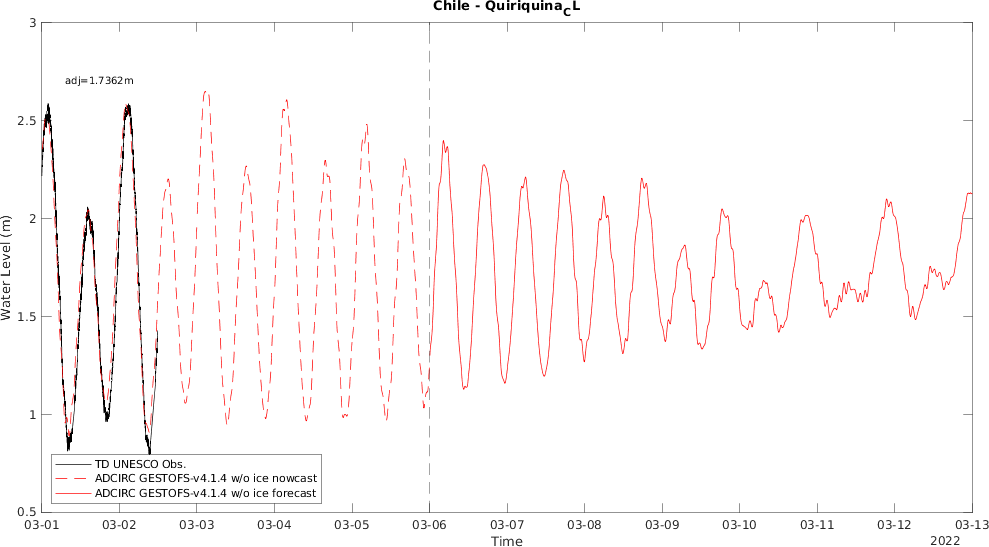 Chile - Quiriquina_CL
3
adj=1.7362m
2.5
2
Water Level (m)
1.5
1
TD UNESCO Obs.
ADCIRC GESTOFS-v4.1.4 w/o ice nowcast
ADCIRC GESTOFS-v4.1.4 w/o ice forecast
0.5
03-01 03-02 03-03 03-04 03-05 03-06 03-07 03-08 03-09 03-10 03-11 03-12 03-13
Time
2022